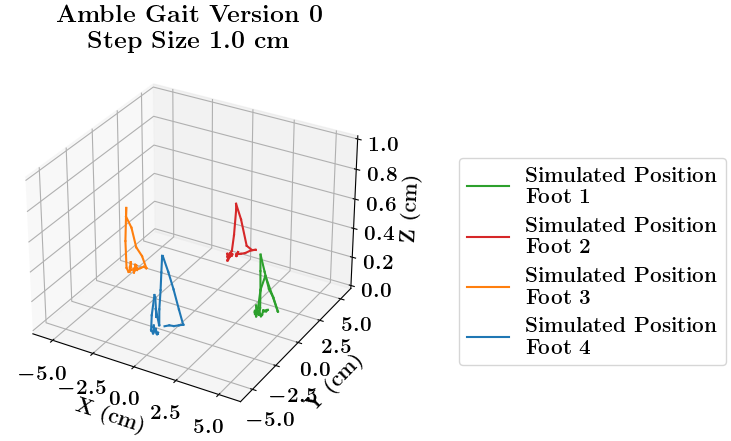 Amble Gait Version 0
Step Size 1.0 cm
1.0
0.8
0.6
0.4
0.2
0.0
Z (cm)
5.0
2.5
0.0
−2.5
−5.0
Y (cm)
−5.0
−2.5
0.0
2.5
5.0
X (cm)
Simulated Position
Foot 1
Simulated Position
Foot 2
Simulated Position
Foot 3
Simulated Position
Foot 4